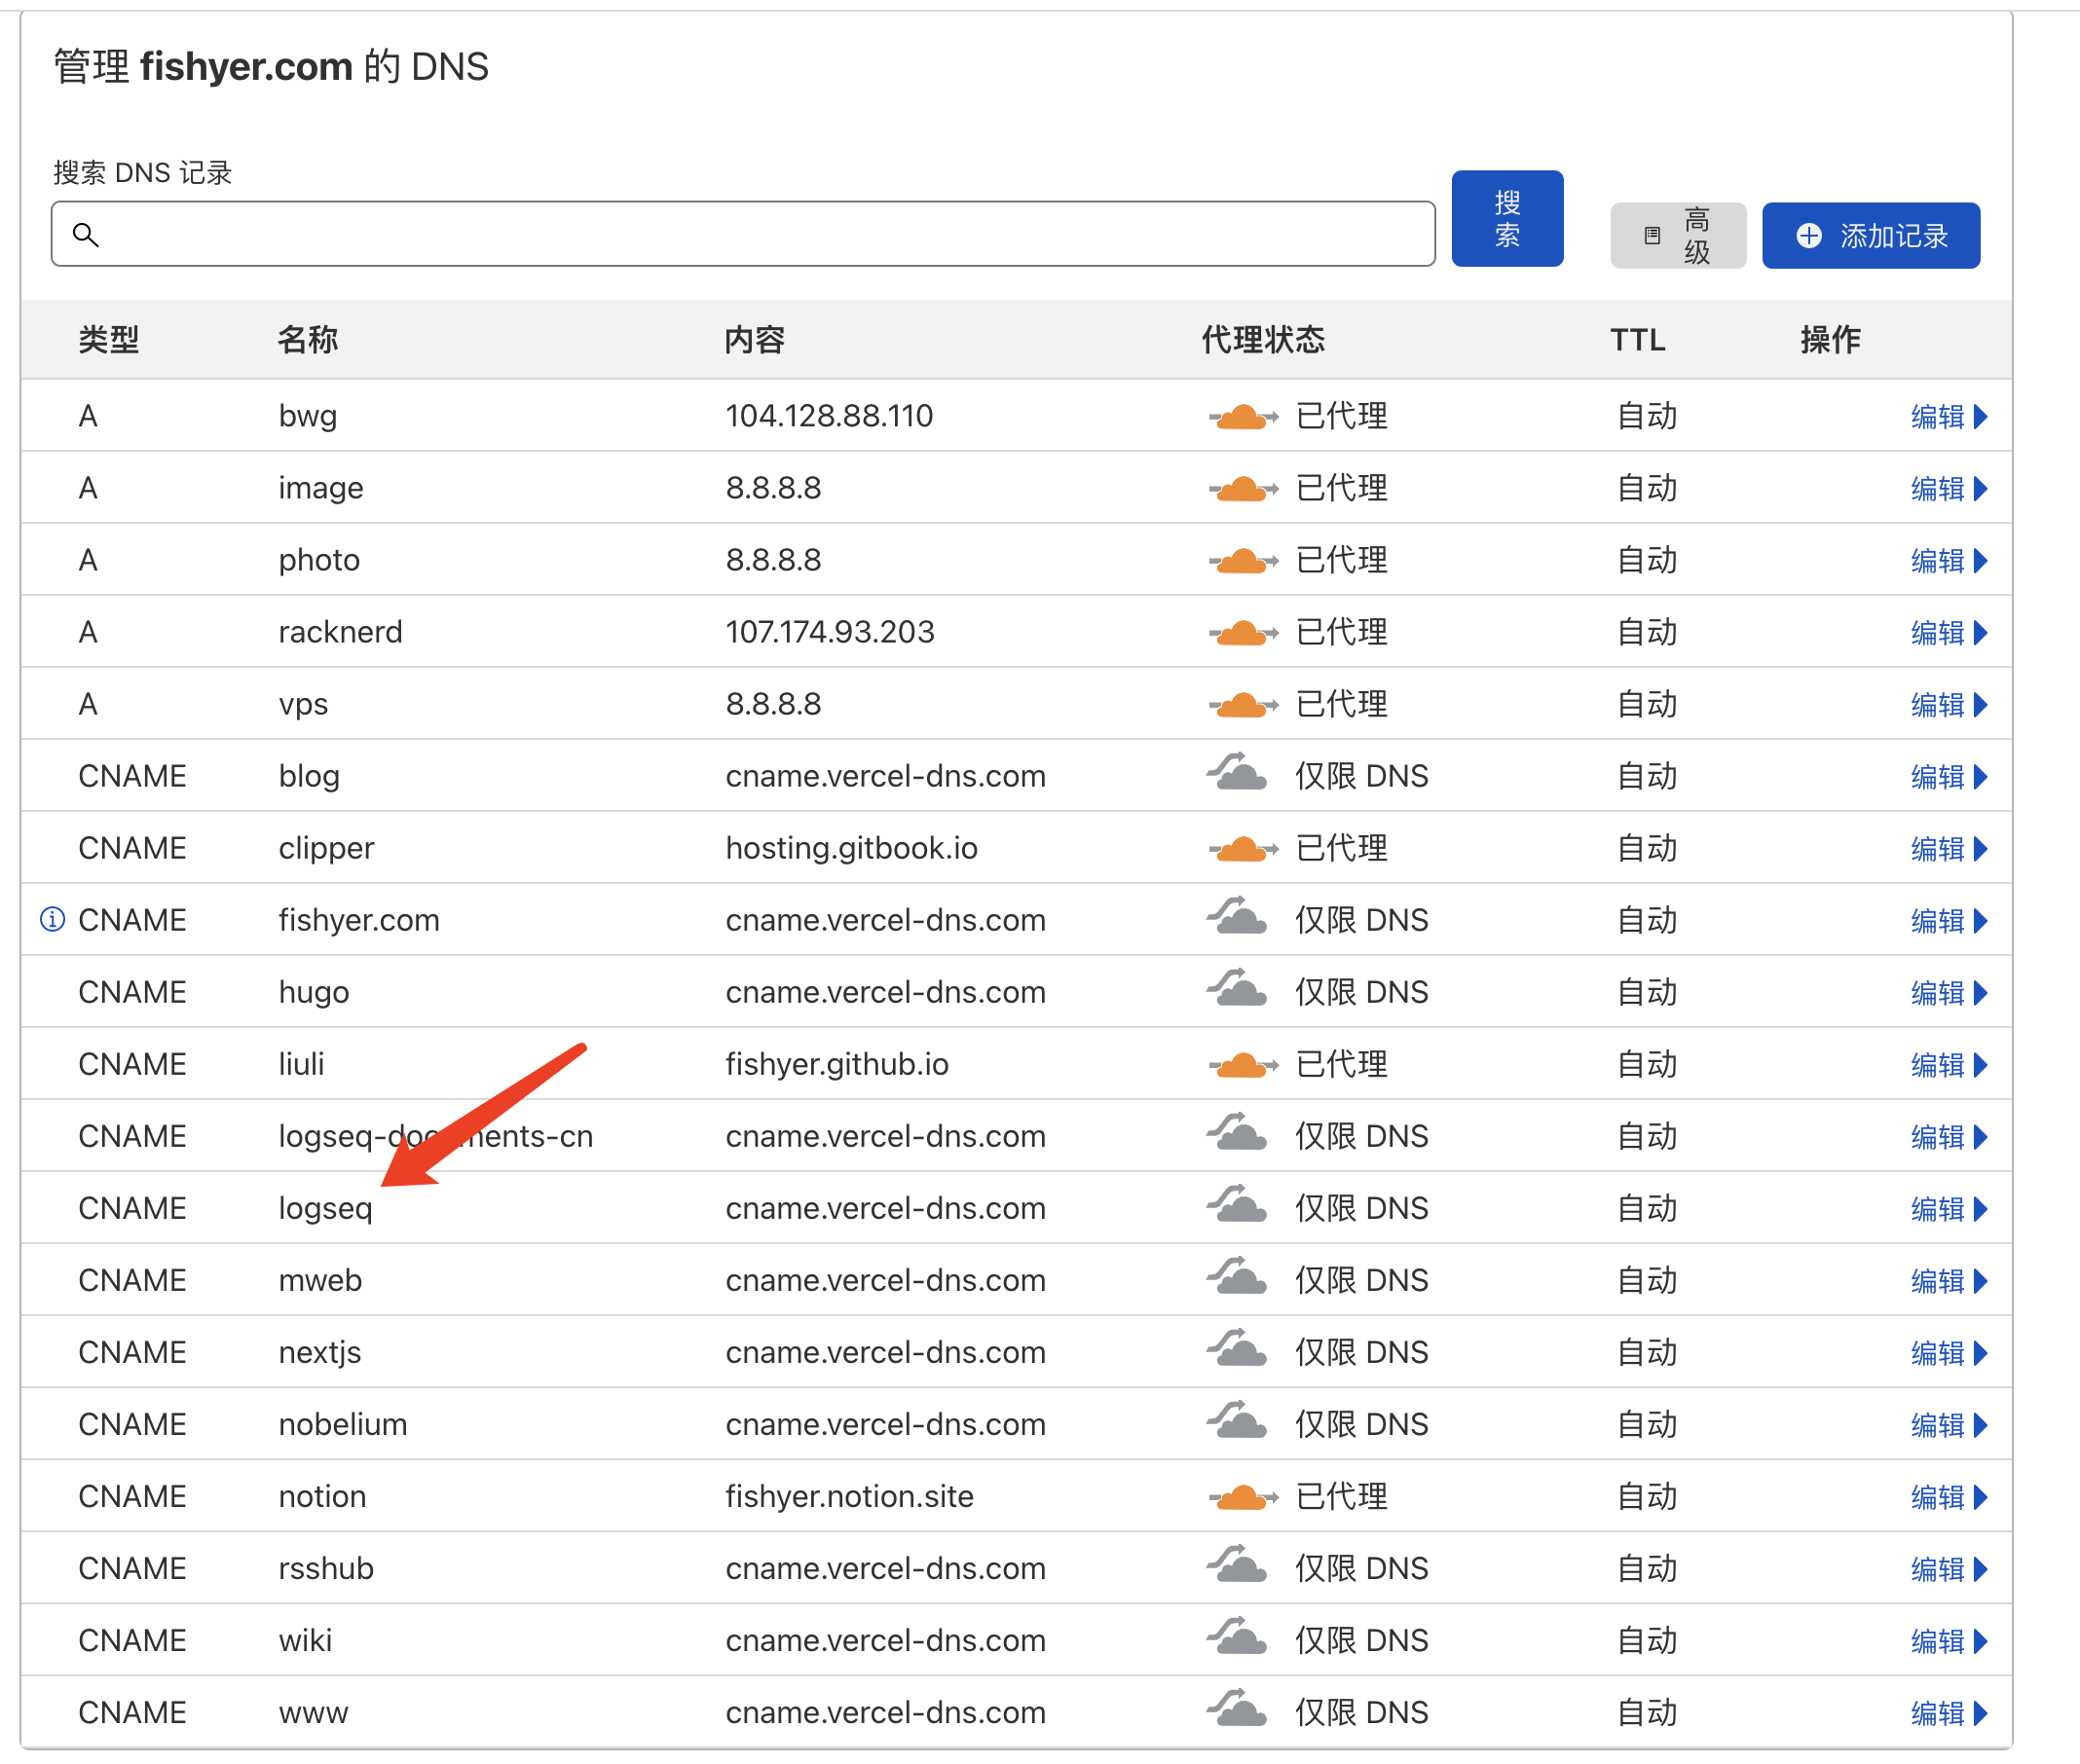 管理 fishyer.com 的 DNS
搜索 DNS 记录
搜索
高级
添加记录
类型 名称 内容 代理状态 TTL 操作
A bwg 104.128.88.110 已代理 自动 编辑
A image 8.8.8.8 已代理 自动 编辑
A photo 8.8.8.8 已代理 自动 编辑
A racknerd 107.174.93.203 已代理 自动 编辑
A vps 8.8.8.8 已代理 自动 编辑
CNAME blog cname.vercel-dns.com 仅限 DNS 自动 编辑
CNAME clipper hosting.gitbook.io 已代理 自动 编辑
CNAME fishyer.com cname.vercel-dns.com 仅限 DNS 自动 编辑
CNAME hugo cname.vercel-dns.com 仅限 DNS 自动 编辑
CNAME liuli fishyer.github.io 已代理 自动 编辑
CNAME logseq-documents-cn cname.vercel-dns.com 仅限 DNS 自动 编辑
CNAME logseq cname.vercel-dns.com 仅限 DNS 自动 编辑
CNAME mweb cname.vercel-dns.com 仅限 DNS 自动 编辑
CNAME nextjs cname.vercel-dns.com 仅限 DNS 自动 编辑
CNAME nobelium cname.vercel-dns.com 仅限 DNS 自动 编辑
CNAME notion fishyer.notion.site 已代理 自动 编辑
CNAME rsshub cname.vercel-dns.com 仅限 DNS 自动 编辑
CNAME wiki cname.vercel-dns.com 仅限 DNS 自动 编辑
CNAME www cname.vercel-dns.com 仅限 DNS 自动 编辑